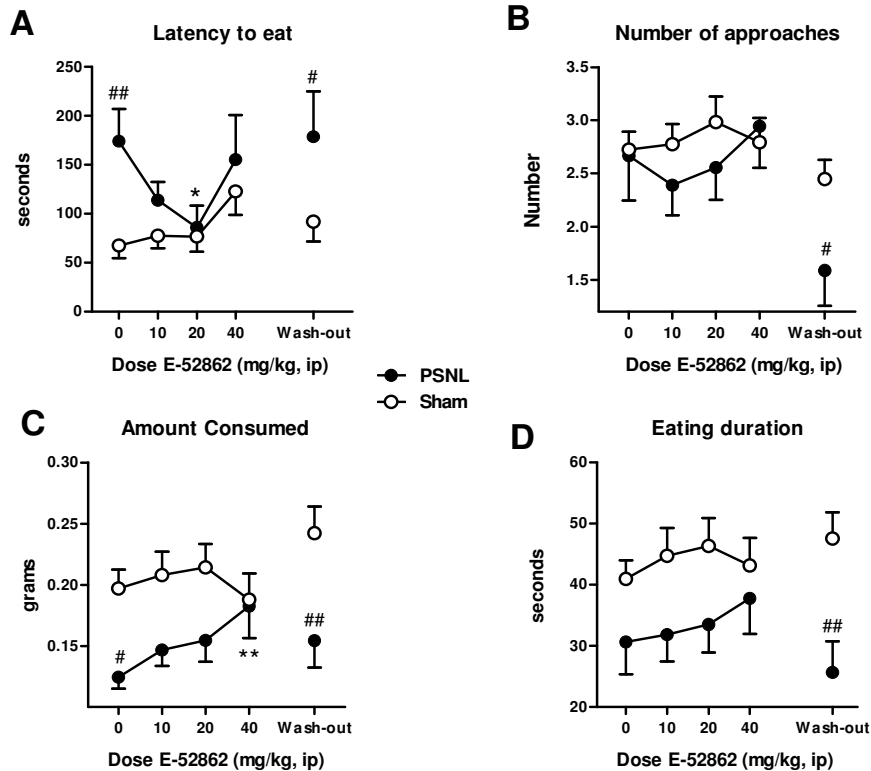 A
Latency to eat
250
200
150
100
50
0
seconds
##
*
#
0 10 20 40 Wash-out
Dose E-52862 (mg/kg, ip)
B
Number of approaches
3.5
3.0
2.5
2.0
1.5
Number
#
0 10 20 40 Wash-out
Dose E-52862 (mg/kg, ip)
PSNL
Sham
C
Amount Consumed
0.30
0.25
0.20
0.15
grams
#
**
##
0 10 20 40 Wash-out
Dose E-52862 (mg/kg, ip)
D
Eating duration
60
50
40
30
20
seconds
##
0 10 20 40 Wash-out
Dose E-52862 (mg/kg, ip)